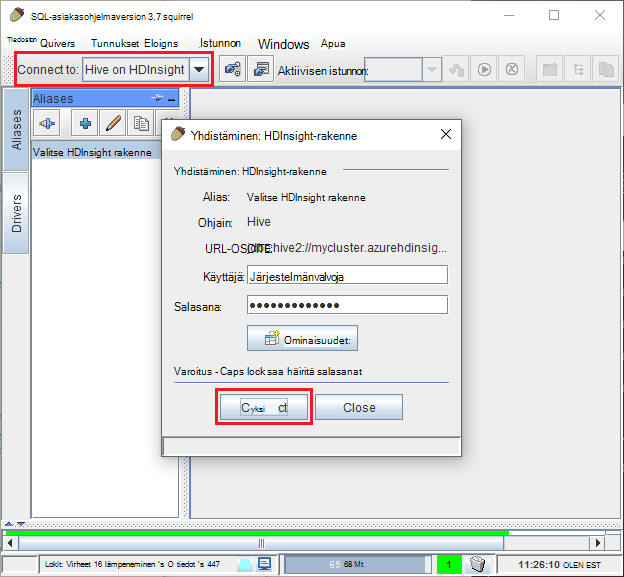 SQL-asiakasohjelmaversion 3,7 squirrel
Tiedoston Quivers Tunnukset Eloigns Istunnon Windows Apua
Connect to: Hive on HDInsight Aktiivisen istunnon:
Aliases
Aliases
Drivers
Valitse HDInsight rakenne
Yhdistäminen: HDInsight-rakenne
Yhdistäminen: HDInsight-rakenne
Alias: Valitse HDInsight rakenne
Ohjain: Hive
URL-OSOITE: hive2://mycluster.azurehdinsig...
Käyttäjä: Järjestelmänvalvoja
Salasana: ●●●●●●●●●●●●●
Ominaisuudet:
Varoitus - Caps lock saa häiritä salasanat
Cyksi ct Close
Lokit: Virheet 16 lämpeneminen 's O tiedot 's 447 65 68 Mt 1 11:26:10 OLEN EST